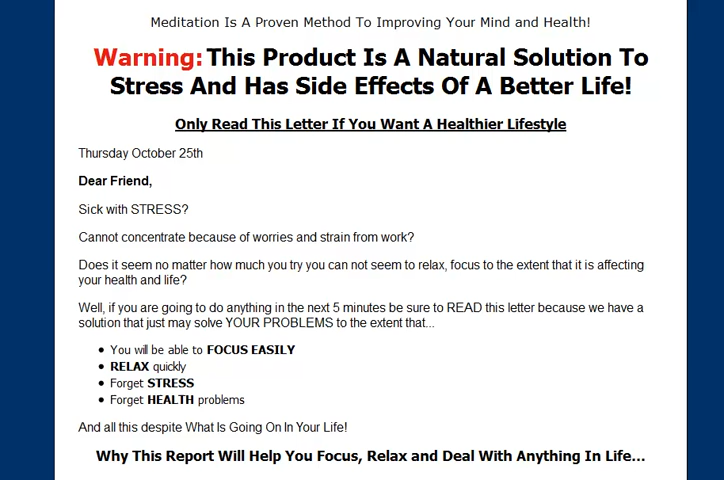 Meditation Is A Proven Method To Improving Your Mind and Health!
Warning: This Product Is A Natural Solution To
Stress And Has Side Effects Of A Better Life!
Only Read This Letter If You Want A Healthier Lifestyle
Thursday October 25th
Dear Friend,
Sick with STRESS?
Cannot concentrate because of worries and strain from work?
Does it seem no matter how much you try you can not seem to relax, focus to the extent that it is affecting
your health and life?
Well, if you are going to do anything in the next 5 minutes be sure to READ this letter because we have a
solution that just may solve YOUR PROBLEMS to the extent that...
• You will be able to FOCUS EASILY
• RELAX quickly
• Forget STRESS
• Forget HEALTH problems
And all this despite What Is Going On In Your Life!
Why This Report Will Help You Focus, Relax and Deal With Anything In Life...